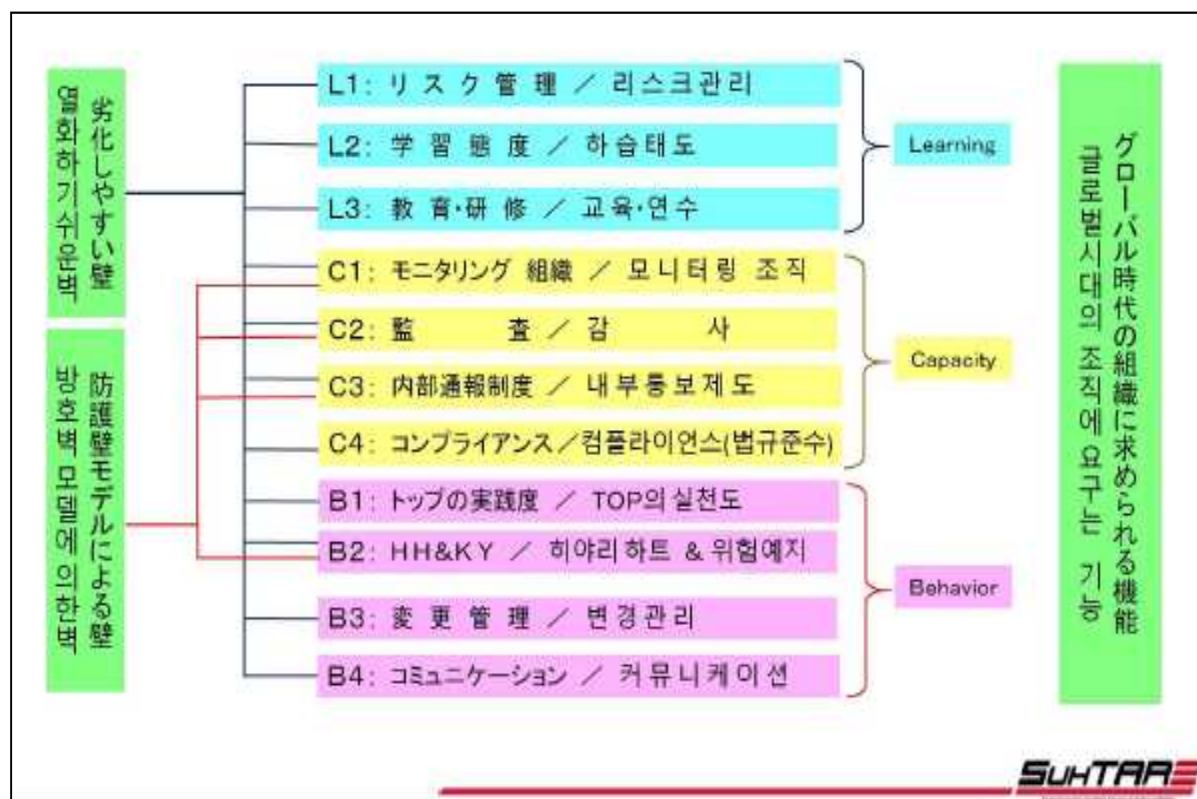 劣化しやすい壁
열화하기쉬운벽
防護壁モデルによる壁
방호벽 모델에 의한벽
L1: リスク管理 / 리스크관리
L2: 学習態度 / 하습태도
L3: 教育・研修 / 교육・연수
C1: モニタリング 組織 / 모니터링 조직
C2: 監 査 / 감 사
C3: 内部通報制度 / 내부통보제도
C4: コンプライアンス / 컴플라이언스(법규준수)
B1: トップの実践度 / TOP의실천도
B2: HH&KY / 히야리하트 & 위험예지
B3: 変更管理 / 변경관리
B4: コミュニケーション / 커뮤니케이션
Learning
Capacity
Behavior
グローバル時代の組織に求められる機能
글로벌시대의 조직에 요구는 기능
SUHTAR